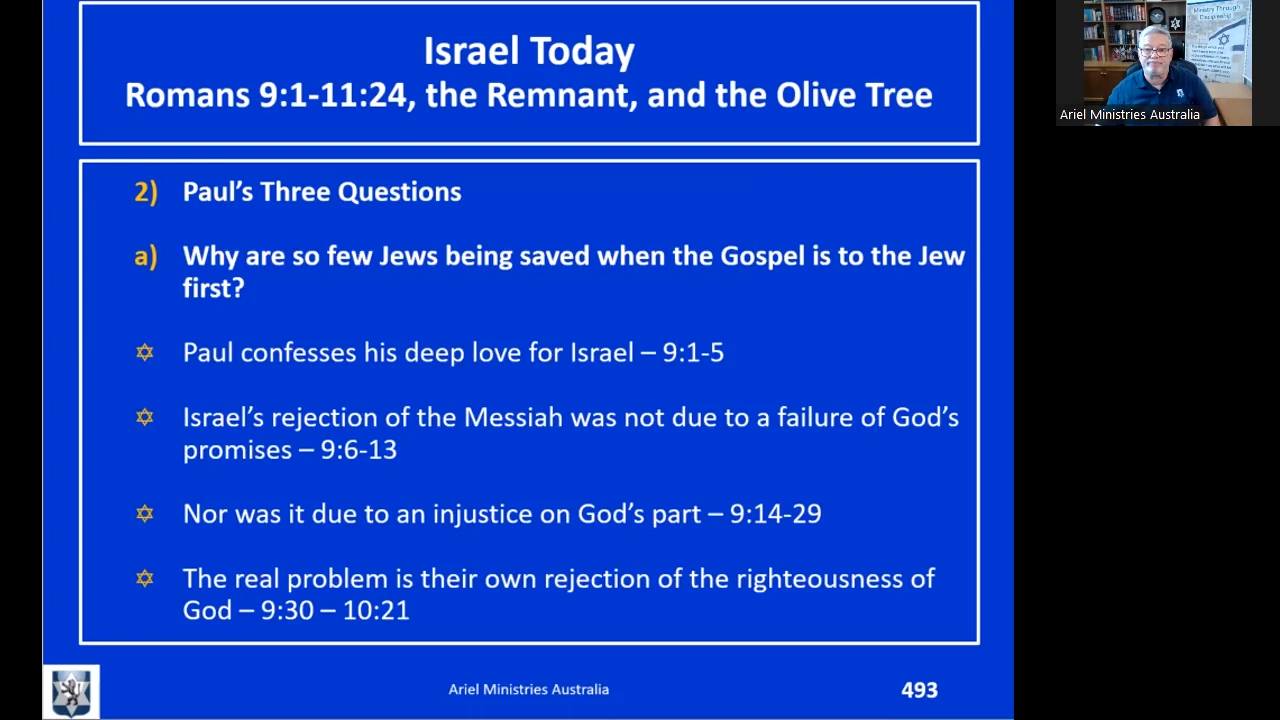 Israel Today
Romans 9:1-11:24, the Remnant, and the Olive Tree
2) Paul’s Three Questions
a) Why are so few Jews being saved when the Gospel is to the Jew
first?
Paul confesses his deep love for Israel – 9:1-5
Israel’s rejection of the Messiah was not due to a failure of God’s
promises – 9:6-13
Nor was it due to an injustice on God’s part – 9:14-29
The real problem is their own rejection of the righteousness of
God – 9:30 – 10:21
Ariel Ministries Australia
493
Ministry Through
Discipleship
Ariel Ministries Australia